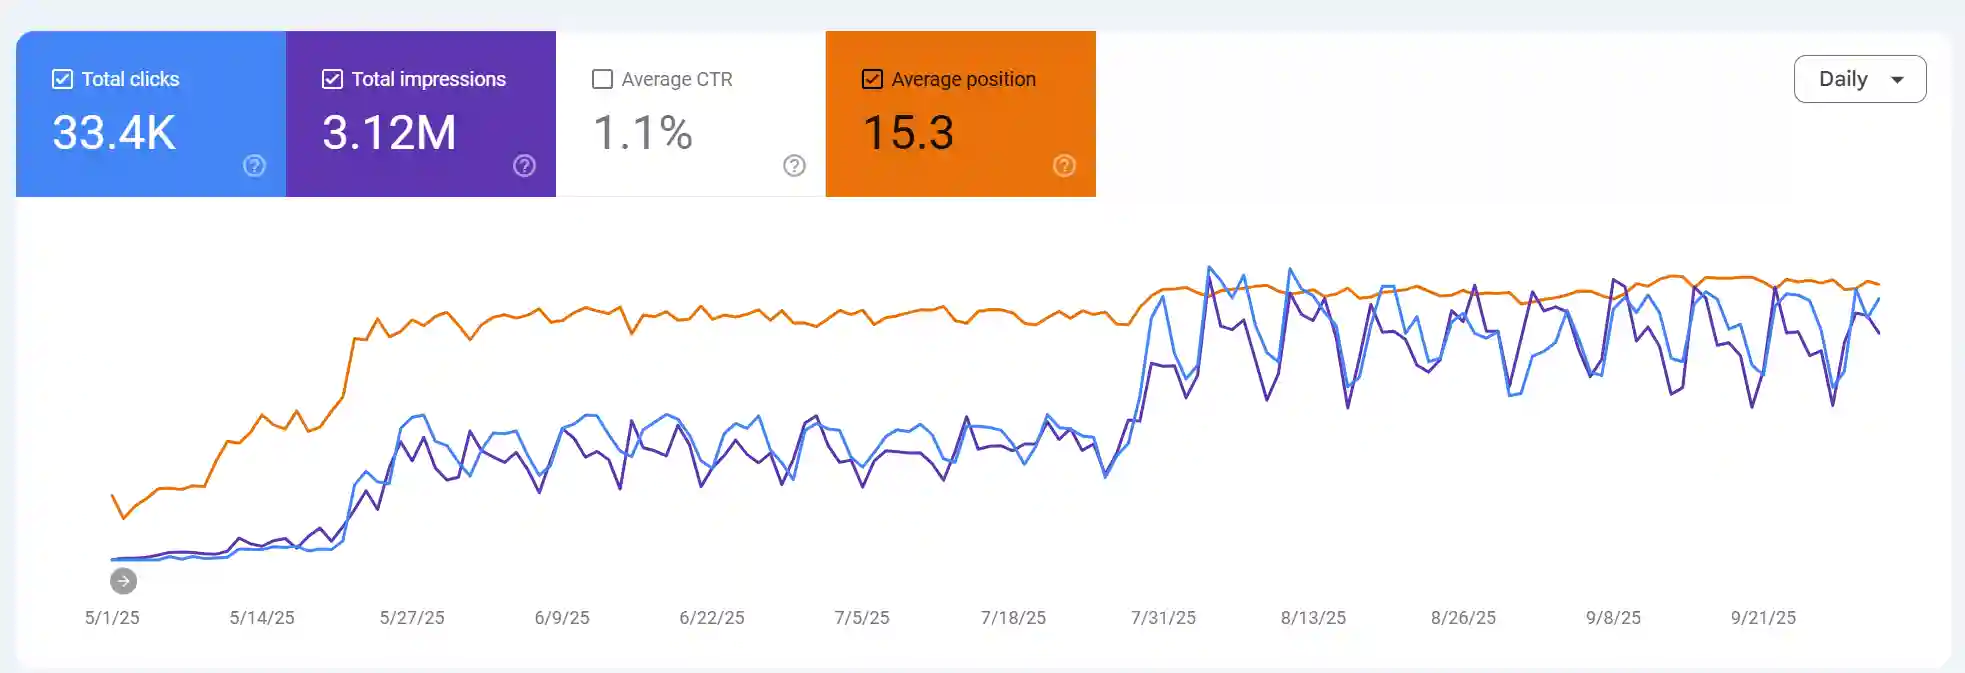 Total clicks
33.4K
Total impressions
3.12M
Average CTR
1.1%
Average position
15.3
Daily
5/1/25 5/14/25 5/27/25 6/9/25 6/22/25 7/5/25 7/18/25 7/31/25 8/13/25 8/26/25 9/8/25 9/21/25